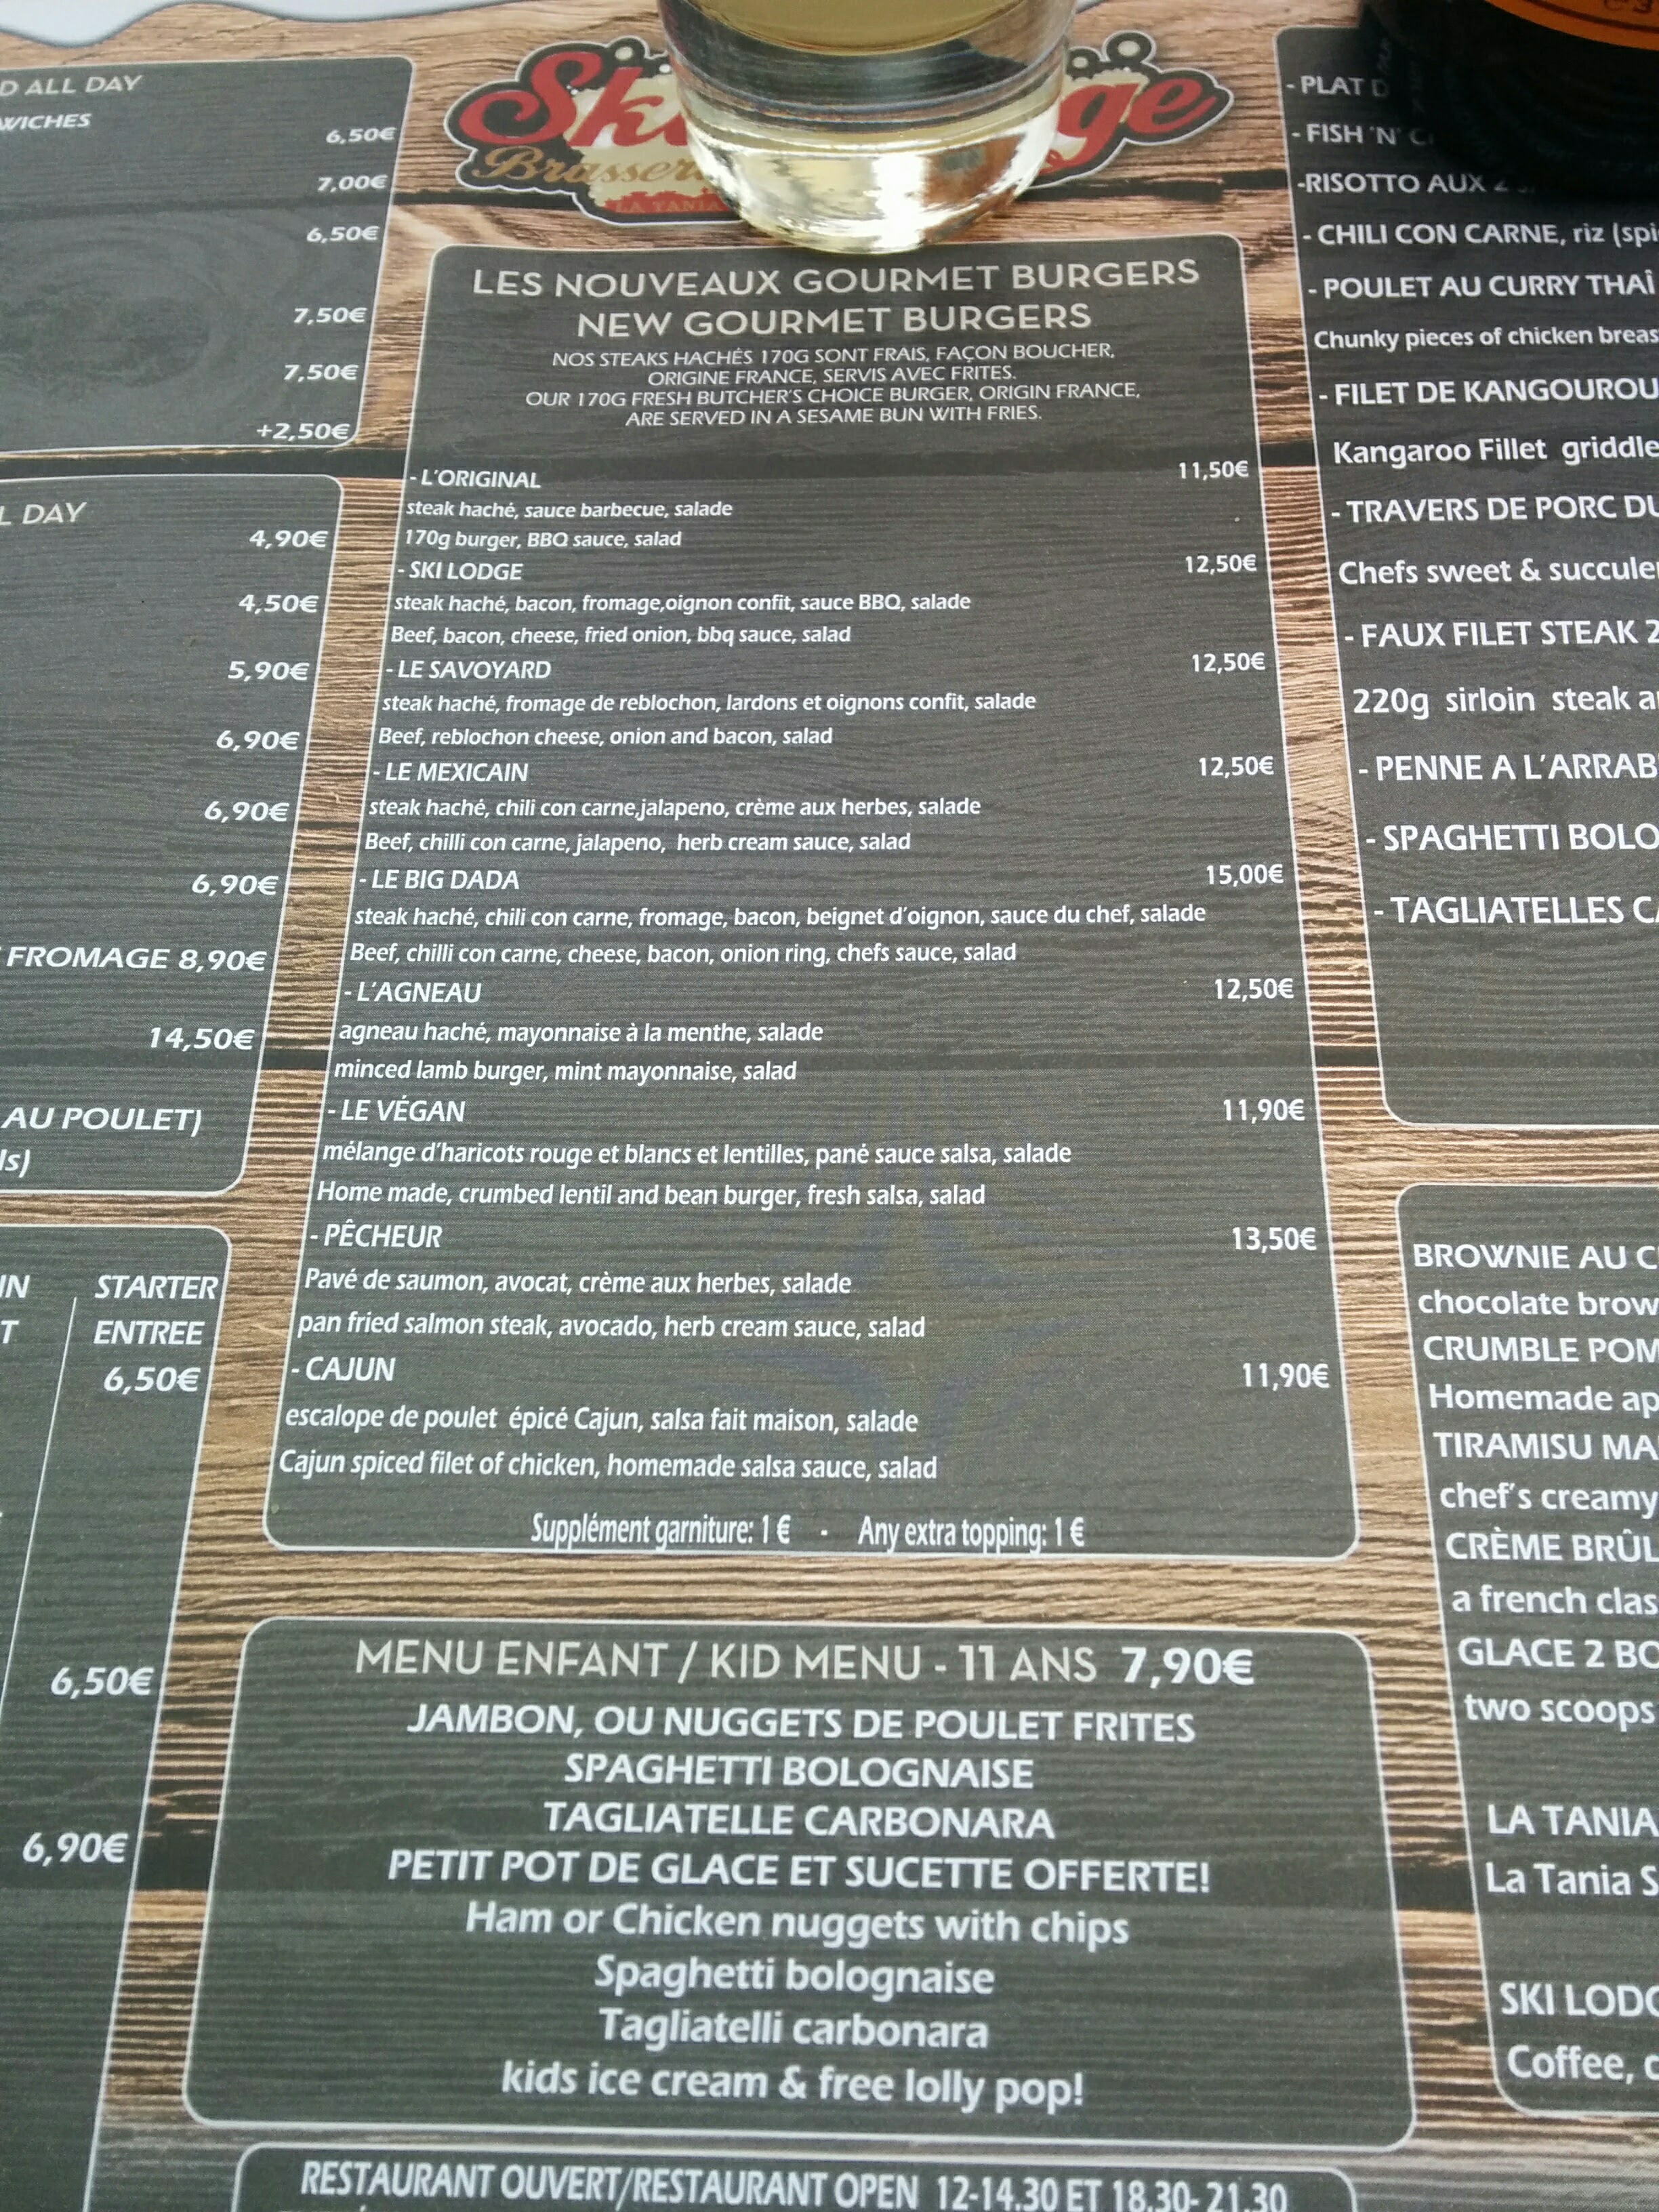 D ALL DAY
WICHES
6,50€
7,00€
6,50€
7,50€
7,50€
+2,50€
L DAY
4,90€
4,50€
5,90€
6,90€
6,90€
6,90€
FROMAGE 8,90€
14,50€
AU POULET)
ls)
IN STARTER
T ENTREE
6,50€
6,50€
6,90€
Sk ge
Brasser
LA TANIA
LES NOUVEAUX GOURMET BURGERS
NEW GOURMET BURGERS
NOS STEAKS HACHÉS 170G SONT FRAIS, FAÇON BOUCHER,
ORIGINE FRANCE, SERVIS AVEC FRITES.
OUR 170G FRESH BUTCHER'S CHOICE BURGER, ORIGIN FRANCE,
ARE SERVED IN A SESAME BUN WITH FRIES.
- L'ORIGINAL 11,50€
steak haché, sauce barbecue, salade
170g burger, BBQ sauce, salad
- SKI LODGE 12,50€
steak haché, bacon, fromage,oignon confit, sauce BBQ, salade
Beef, bacon, cheese, fried onion, bbq sauce, salad
- LE SAVOYARD 12,50€
steak haché, fromage de reblochon, lardons et oignons confit, salade
Beef, reblochon cheese, onion and bacon, salad
- LE MEXICAIN 12,50€
steak haché, chili con carne,jalapeno, crème aux herbes, salade
Beef, chilli con carne, jalapeno, herb cream sauce, salad
- LE BIG DADA 15,00€
steak haché, chili con carne, fromage, bacon, beignet d'oignon, sauce du chef, salade
Beef, chilli con carne, cheese, bacon, onion ring, chefs sauce, salad
- L'AGNEAU 12,50€
agneau haché, mayonnaise à la menthe, salade
minced lamb burger, mint mayonnaise, salad
- LE VÉGAN 11,90€
mélange d'haricots rouge et blancs et lentilles, pané sauce salsa, salade
Home made, crumbed lentil and bean burger, fresh salsa, salad
- PÊCHEUR 13,50€
Pavé de saumon, avocat, crème aux herbes, salade
pan fried salmon steak, avocado, herb cream sauce, salad
- CAJUN 11,90€
escalope de poulet épicé Cajun, salsa fait maison, salade
Cajun spiced filet of chicken, homemade salsa sauce, salad
Supplément garniture: 1 € - Any extra topping: 1 €
MENU ENFANT / KID MENU - 11 ANS 7,90€
JAMBON, OU NUGGETS DE POULET FRITES
SPAGHETTI BOLOGNAISE
TAGLIATELLE CARBONARA
PETIT POT DE GLACE ET SUCETTE OFFERTE!
Ham or Chicken nuggets with chips
Spaghetti bolognaise
Tagliatelli carbonara
kids ice cream & free lolly pop!
RESTAURANT OUVERT/RESTAURANT OPEN 12-14.30 ET 18.30- 21.30
- PLAT D
- FISH 'N' C
-RISOTTO AUX
- CHILI CON CARNE, riz (spi
- POULET AU CURRY THAÎ
Chunky pieces of chicken breas
- FILET DE KANGOUROU
Kangaroo Fillet griddle
- TRAVERS DE PORC DU
Chefs sweet & succule
- FAUX FILET STEAK 2
220g sirloin steak a
- PENNE A L'ARRAB
- SPAGHETTI BOLO
- TAGLIATELLES CA
BROWNIE AU C
chocolate brow
CRUMBLE POM
Homemade ap
TIRAMISU MA
chef's creamy
CRÈME BRÛL
a french clas
GLACE 2 BO
two scoops
LA TANIA
La Tania S
SKI LODG
Coffee, c